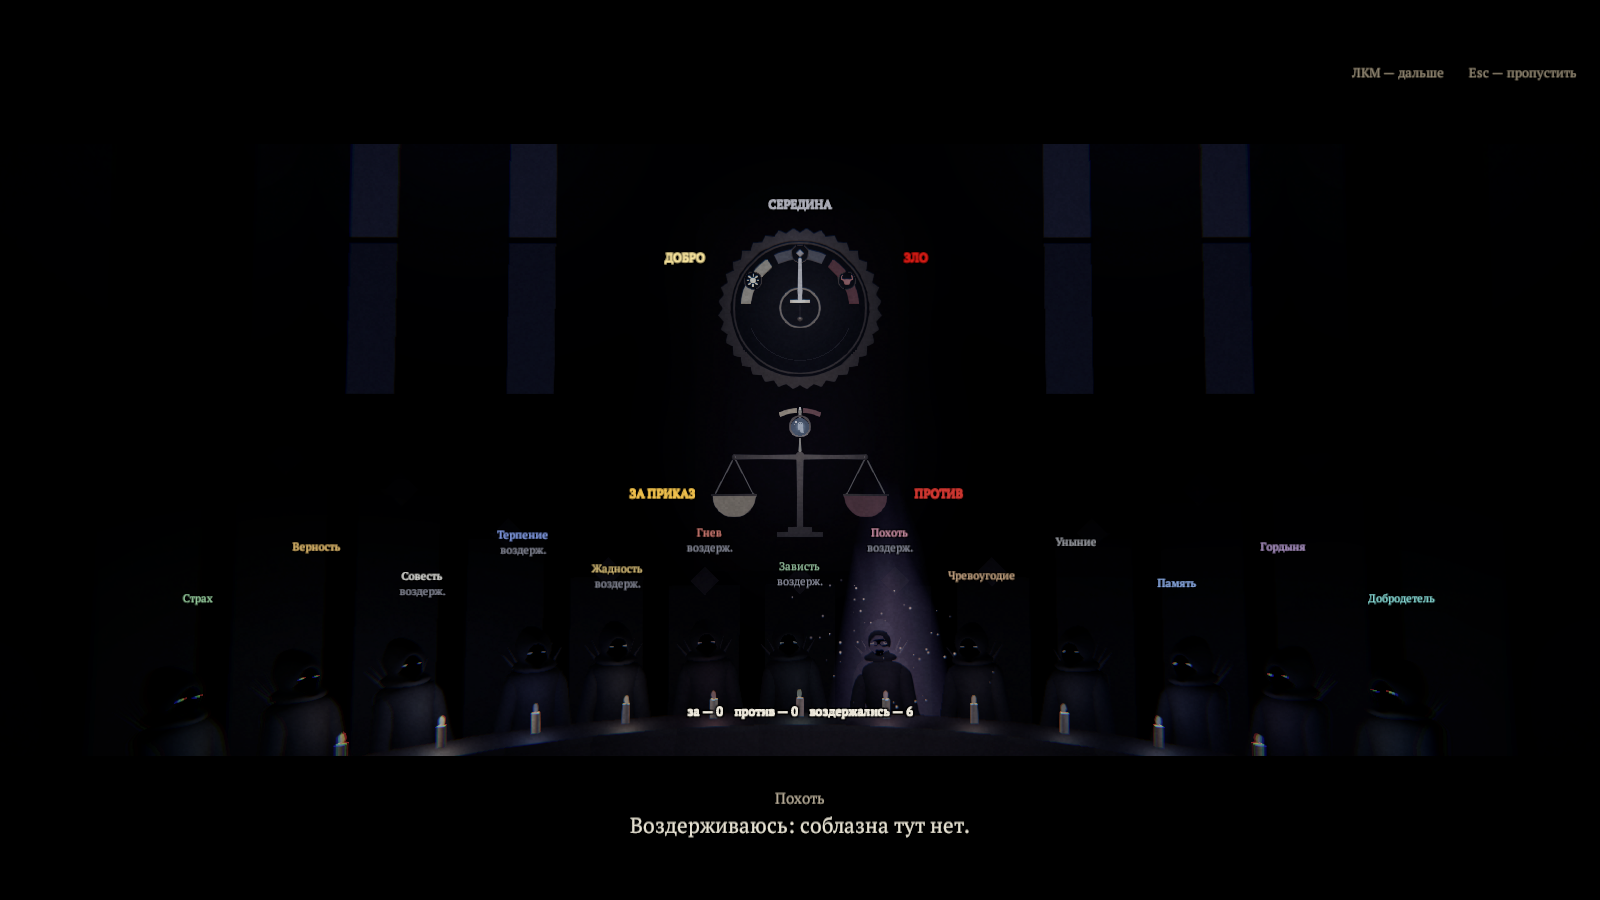 ЛКМ — дальше Esc — пропустить
СЕРЕДИНА
ДОБРО
ЗЛО
ЗА ПРИКАЗ
ПРОТИВ
Страх
Верность
Совесть
воздерж.
Терпение
воздерж.
Жадность
воздерж.
Гнев
воздерж.
Зависть
воздерж.
Похоть
воздерж.
Чревоугодие
Уныние
Память
Гордыня
Добродетель
за — 0 против — 0 воздержались — 6
Похоть
Воздерживаюсь: соблазна тут нет.